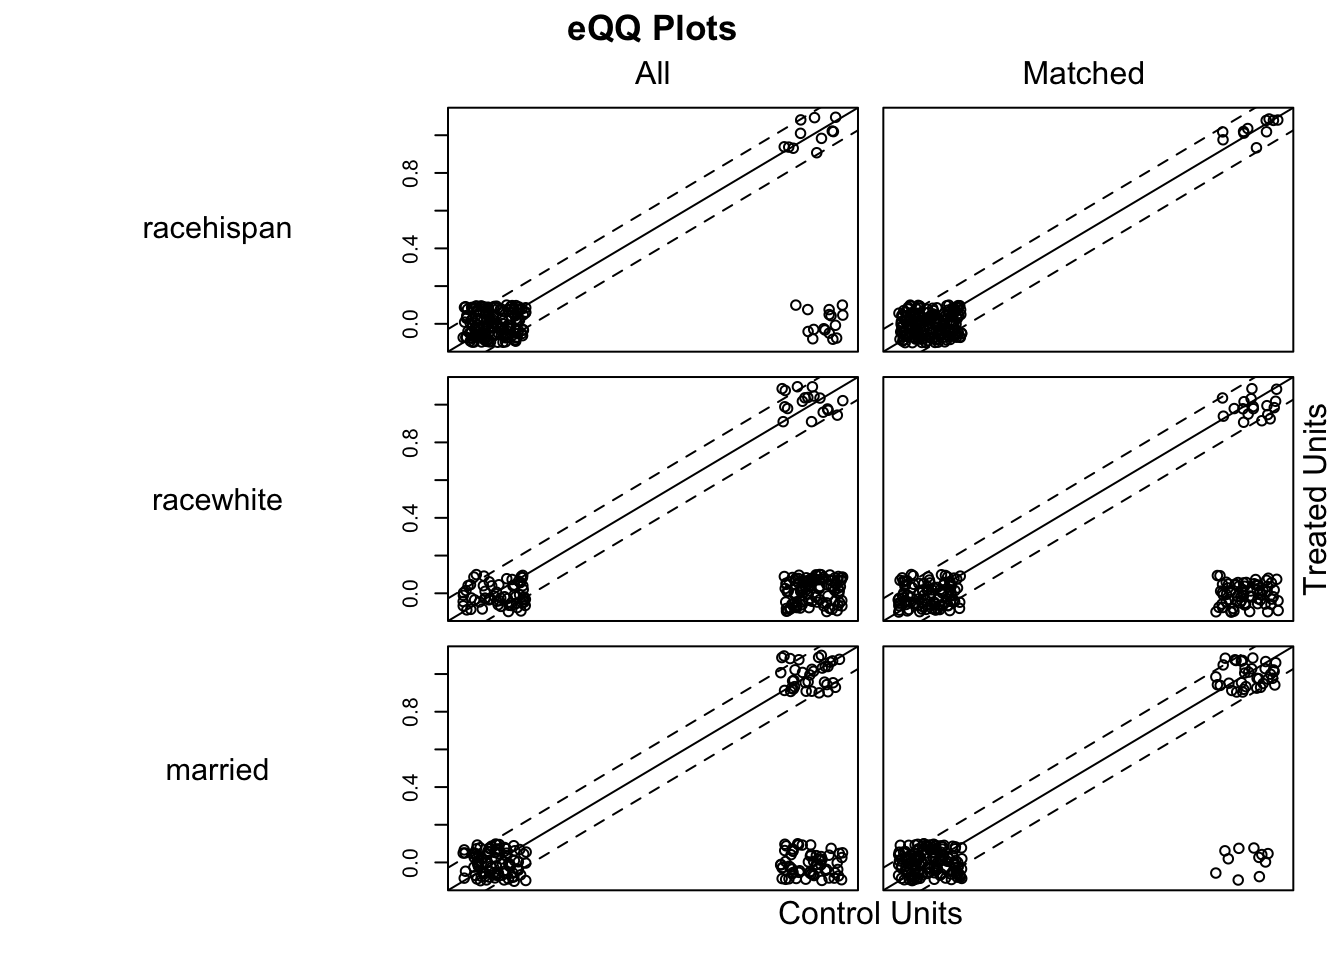 eQQ Plots
All
Matched
racehispan
0.8
0.4
0.0
racewhite
0.8
0.4
0.0
married
0.8
0.4
0.0
Treated Units
Control Units